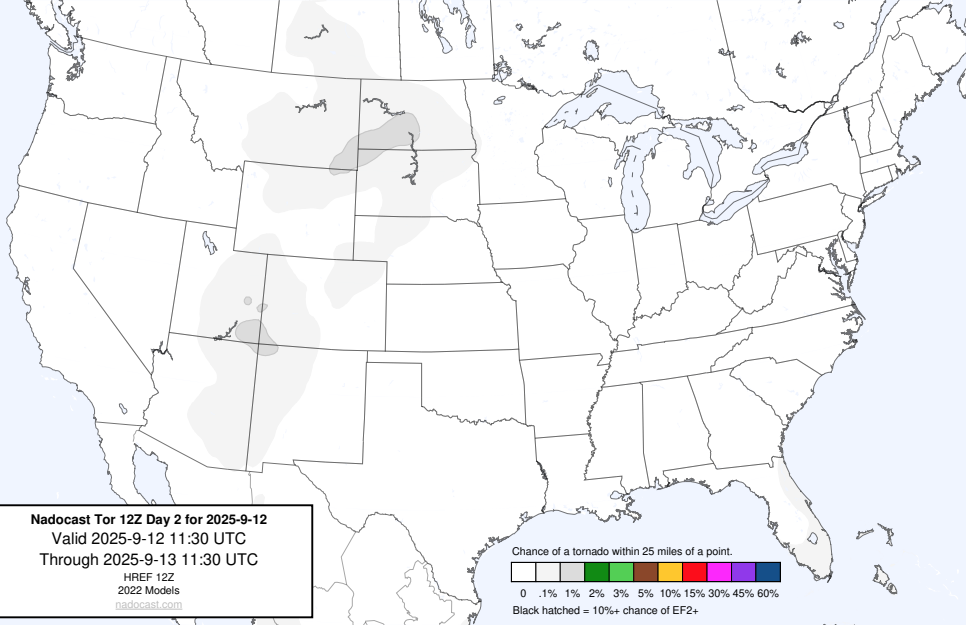 Nadocast Tor 12Z Day 2 for 2025-9-12
Valid 2025-9-12 11:30 UTC
Through 2025-9-13 11:30 UTC
HREF 12Z
2022 Models
nadocast.com
Chance of a tornado within 25 miles of a point.
0 .1% 1% 2% 3% 5% 10% 15% 30% 45% 60%
Black hatched = 10%+ chance of EF2+